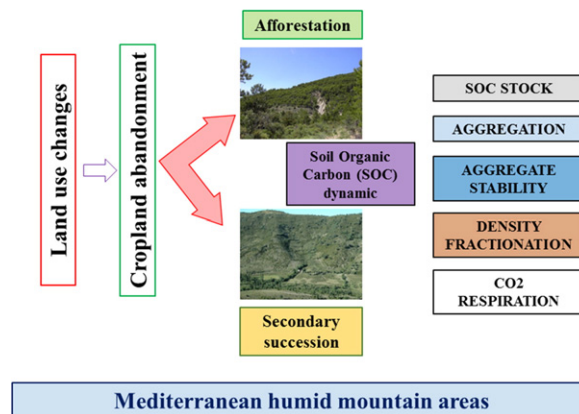 Afforestation
Land use changes
Cropland abandonment
Soil Organic
Carbon (SOC)
dynamic
Secondary
succession
SOC STOCK
AGGREGATION
AGGREGATE
STABILITY
DENSITY
FRACTIONATION
CO2
RESPIRATION
Mediterranean humid mountain areas